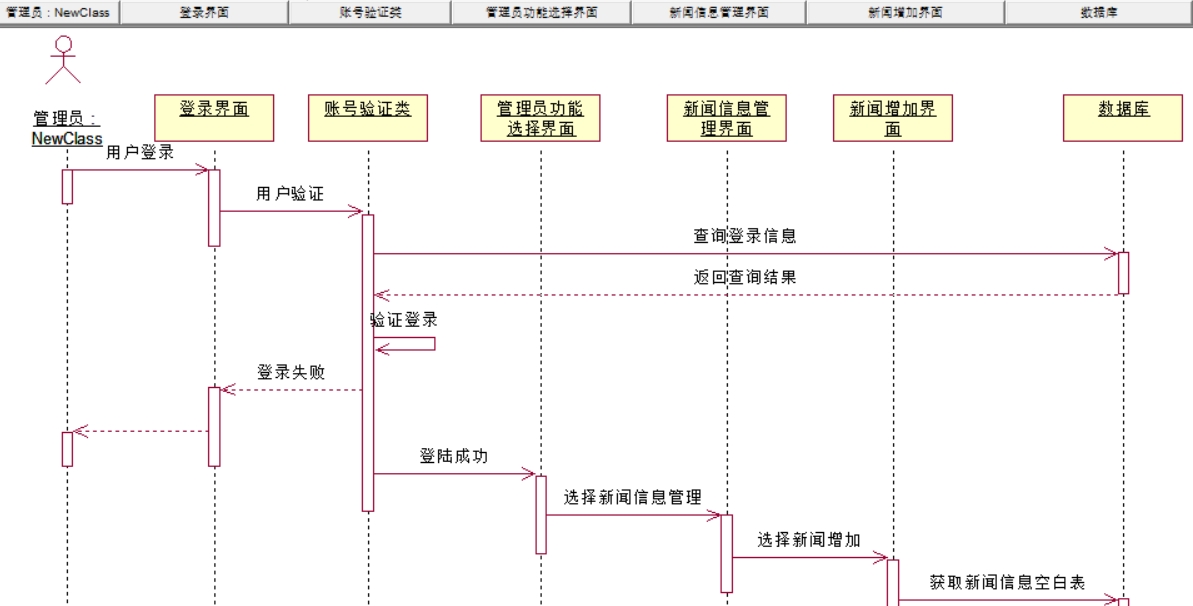 管理员 : NewClass
登录界面
账号验证类
管理员功能选择界面
新闻信息管理界面
新闻增加界面
数据库
管理员 :
NewClass
登录界面
账号验证类
管理员功能
选择界面
新闻信息管
理界面
新闻增加界
面
数据库
用户登录
用户验证
查询登录信息
返回查询结果
验证登录
登录失败
登陆成功
选择新闻信息管理
选择新闻增加
获取新闻信息空白表